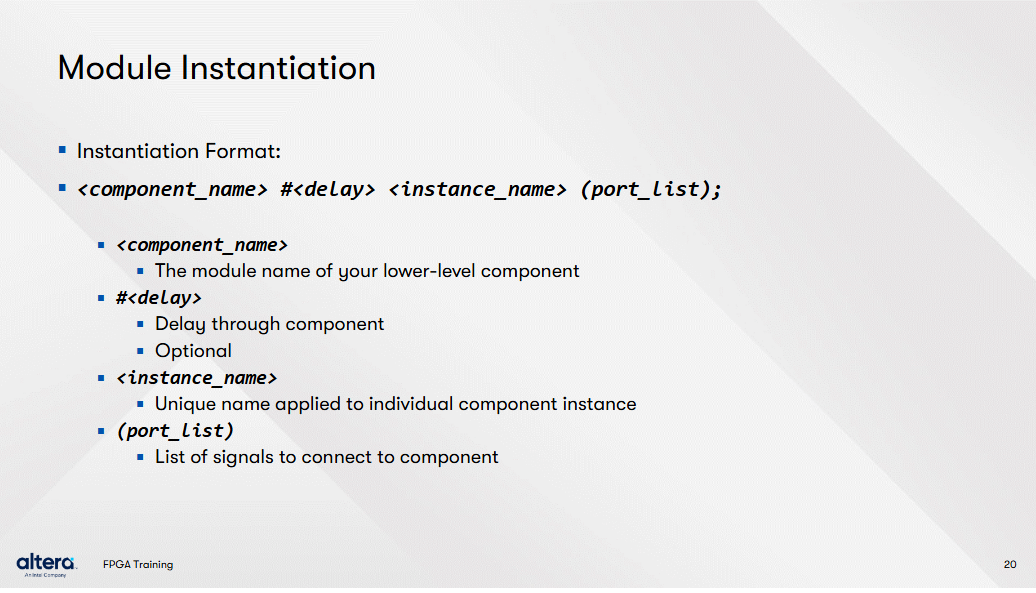 Module Instantiation
Instantiation Format:
<component_name> #<delay> <instance_name> (port_list);
<component_name>
The module name of your lower-level component
#<delay>
Delay through component
Optional
<instance_name>
Unique name applied to individual component instance
(port_list)
List of signals to connect to component
altera.
An Intel Company
FPGA Training
20